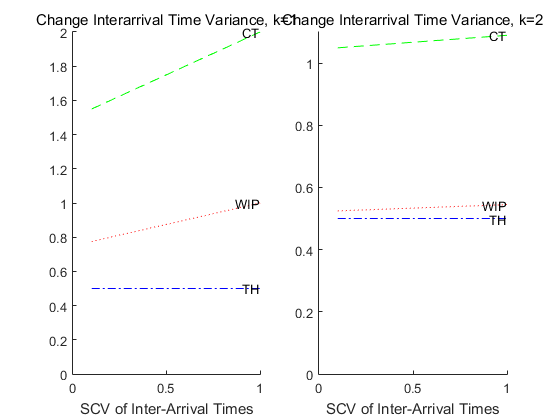 Change Interarrival Time Variance, k=1
2
1.8
1.6
1.4
1.2
1
0.8
0.6
0.4
0.2
0
CT
WIP
TH
0
0.5
1
SCV of Inter-Arrival Times
Change Interarrival Time Variance, k=2
1
0.8
0.6
0.4
0.2
0
CT
WIP
TH
0
0.5
1
SCV of Inter-Arrival Times